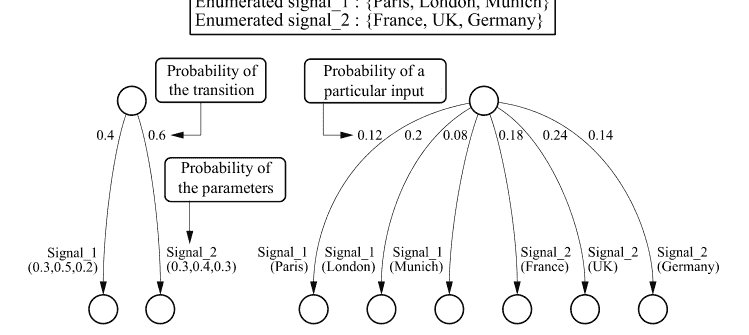 Enumerated signal_1 : {Paris, London, Munich}
Enumerated signal_2 : {France, UK, Germany}
Probability of
the transition
Probability of a
particular input
0.4
0.6
0.12
0.2
0.08
0.18
0.24
0.14
Probability of
the parameters
Signal_1
(0.3,0.5,0.2)
Signal_2
(0.3,0.4,0.3)
Signal_1
(Paris)
Signal_1
(London)
Signal_1
(Munich)
Signal_2
(France)
Signal_2
(UK)
Signal_2
(Germany)